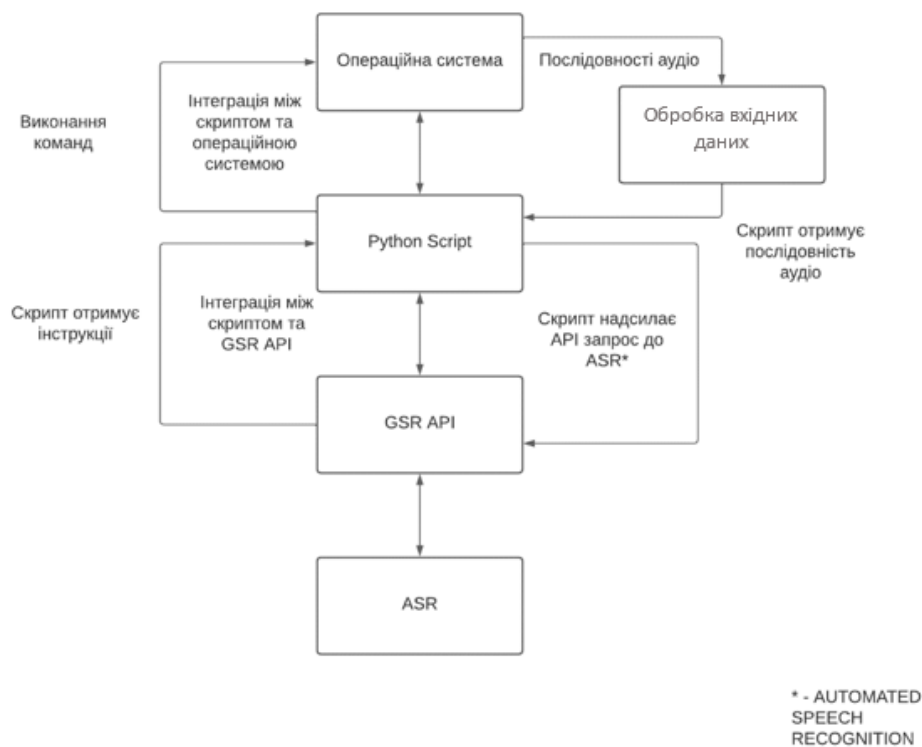 Операційна система
Послідовності аудіо
Обробка вхідних
даних
Виконання
команд
Інтеграція між
скриптом та
операційною
системою
Python Script
Скрипт отримує
послідовність
аудіо
Скрипт отримує
інструкції
Інтеграція між
скриптом та
GSR API
Скрипт надсилає
API запрос до
ASR*
GSR API
ASR
* - AUTOMATED
SPEECH
RECOGNITION